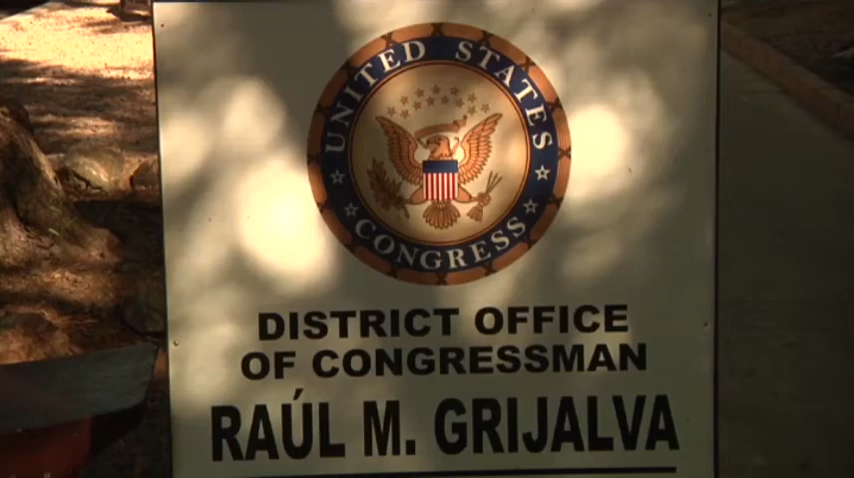 UNITED STATES
CONGRESS
DISTRICT OFFICE
OF CONGRESSMAN
RAÚL M. GRIJALVA